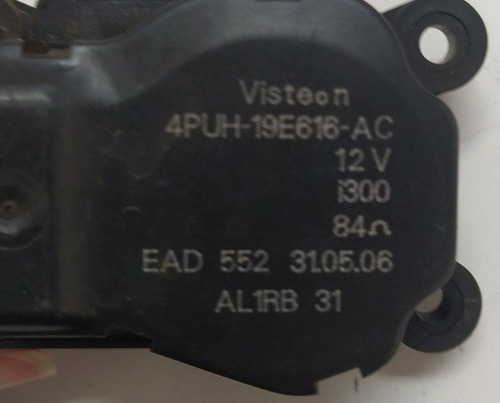 Visteon
4PUH-19E616-AC
12 V
i300
84Ω
EAD 552 31.05.06
AL1RB 31